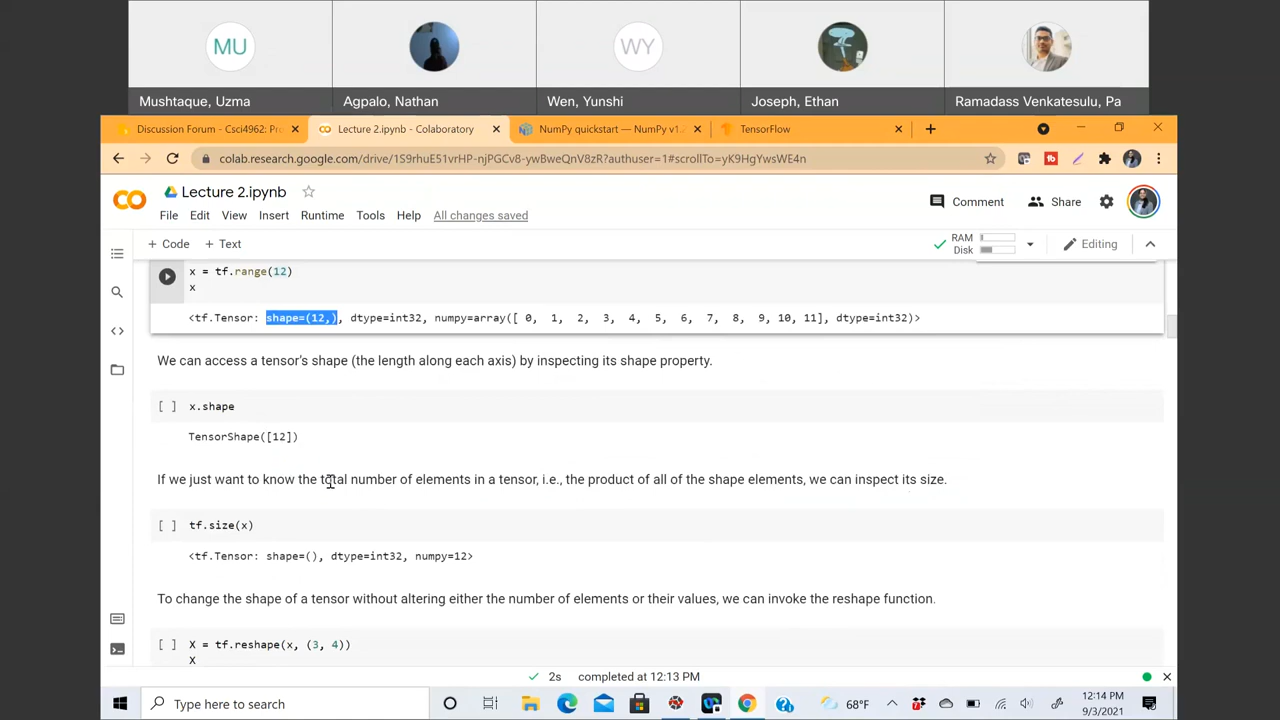 MU
WY
Mushtaque, Uzma
Agpalo, Nathan
Wen, Yunshi
Joseph, Ethan
Ramadass Venkatesulu, Pa
Discussion Forum - Csci4962: Pr
Lecture 2.ipynb - Colaboratory
NumPy quickstart — NumPy v1.
TensorFlow
colab.research.google.com/drive/1S9rhuE51vrHP-njPGCv8-ywBweQnV8zR?authuser=1#scrollTo=yK9HgYwsWE4n
Lecture 2.ipynb
File Edit View Insert Runtime Tools Help All changes saved
Comment Share
+ Code + Text
RAM
Disk
Editing
x = tf.range(12)
x
<tf.Tensor: shape=(12,), dtype=int32, numpy=array([ 0, 1, 2, 3, 4, 5, 6, 7, 8, 9, 10, 11], dtype=int32)>
We can access a tensor's shape (the length along each axis) by inspecting its shape property.
[ ] x.shape
TensorShape([12])
If we just want to know the total number of elements in a tensor, i.e., the product of all of the shape elements, we can inspect its size.
[ ] tf.size(x)
<tf.Tensor: shape=(), dtype=int32, numpy=12>
To change the shape of a tensor without altering either the number of elements or their values, we can invoke the reshape function.
[ ] X = tf.reshape(x, (3, 4))
X
2s completed at 12:13 PM
Type here to search
68°F
12:14 PM
9/3/2021